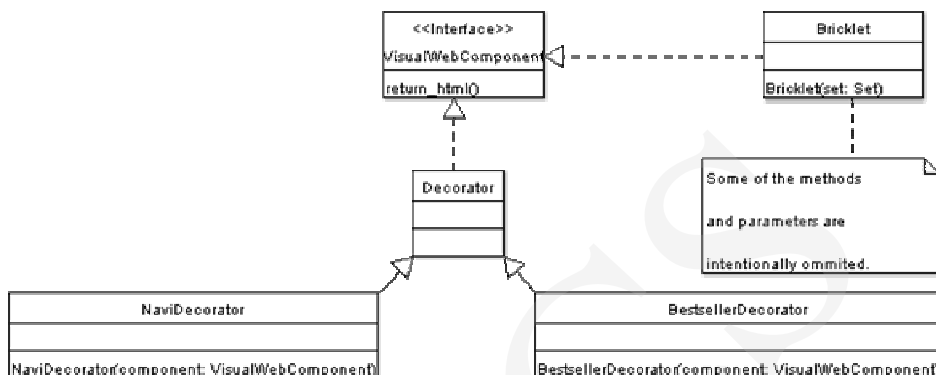 <<Interface>>
VisualWebComponent
return_html()
Bricklet
Bricklet(set: Set)
Some of the methods
and parameters are
intentionally ommited.
Decorator
NaviDecorator
NaviDecorator(component: VisualWebComponent)
BestsellerDecorator
BestsellerDecorator(component: VisualWebComponent)